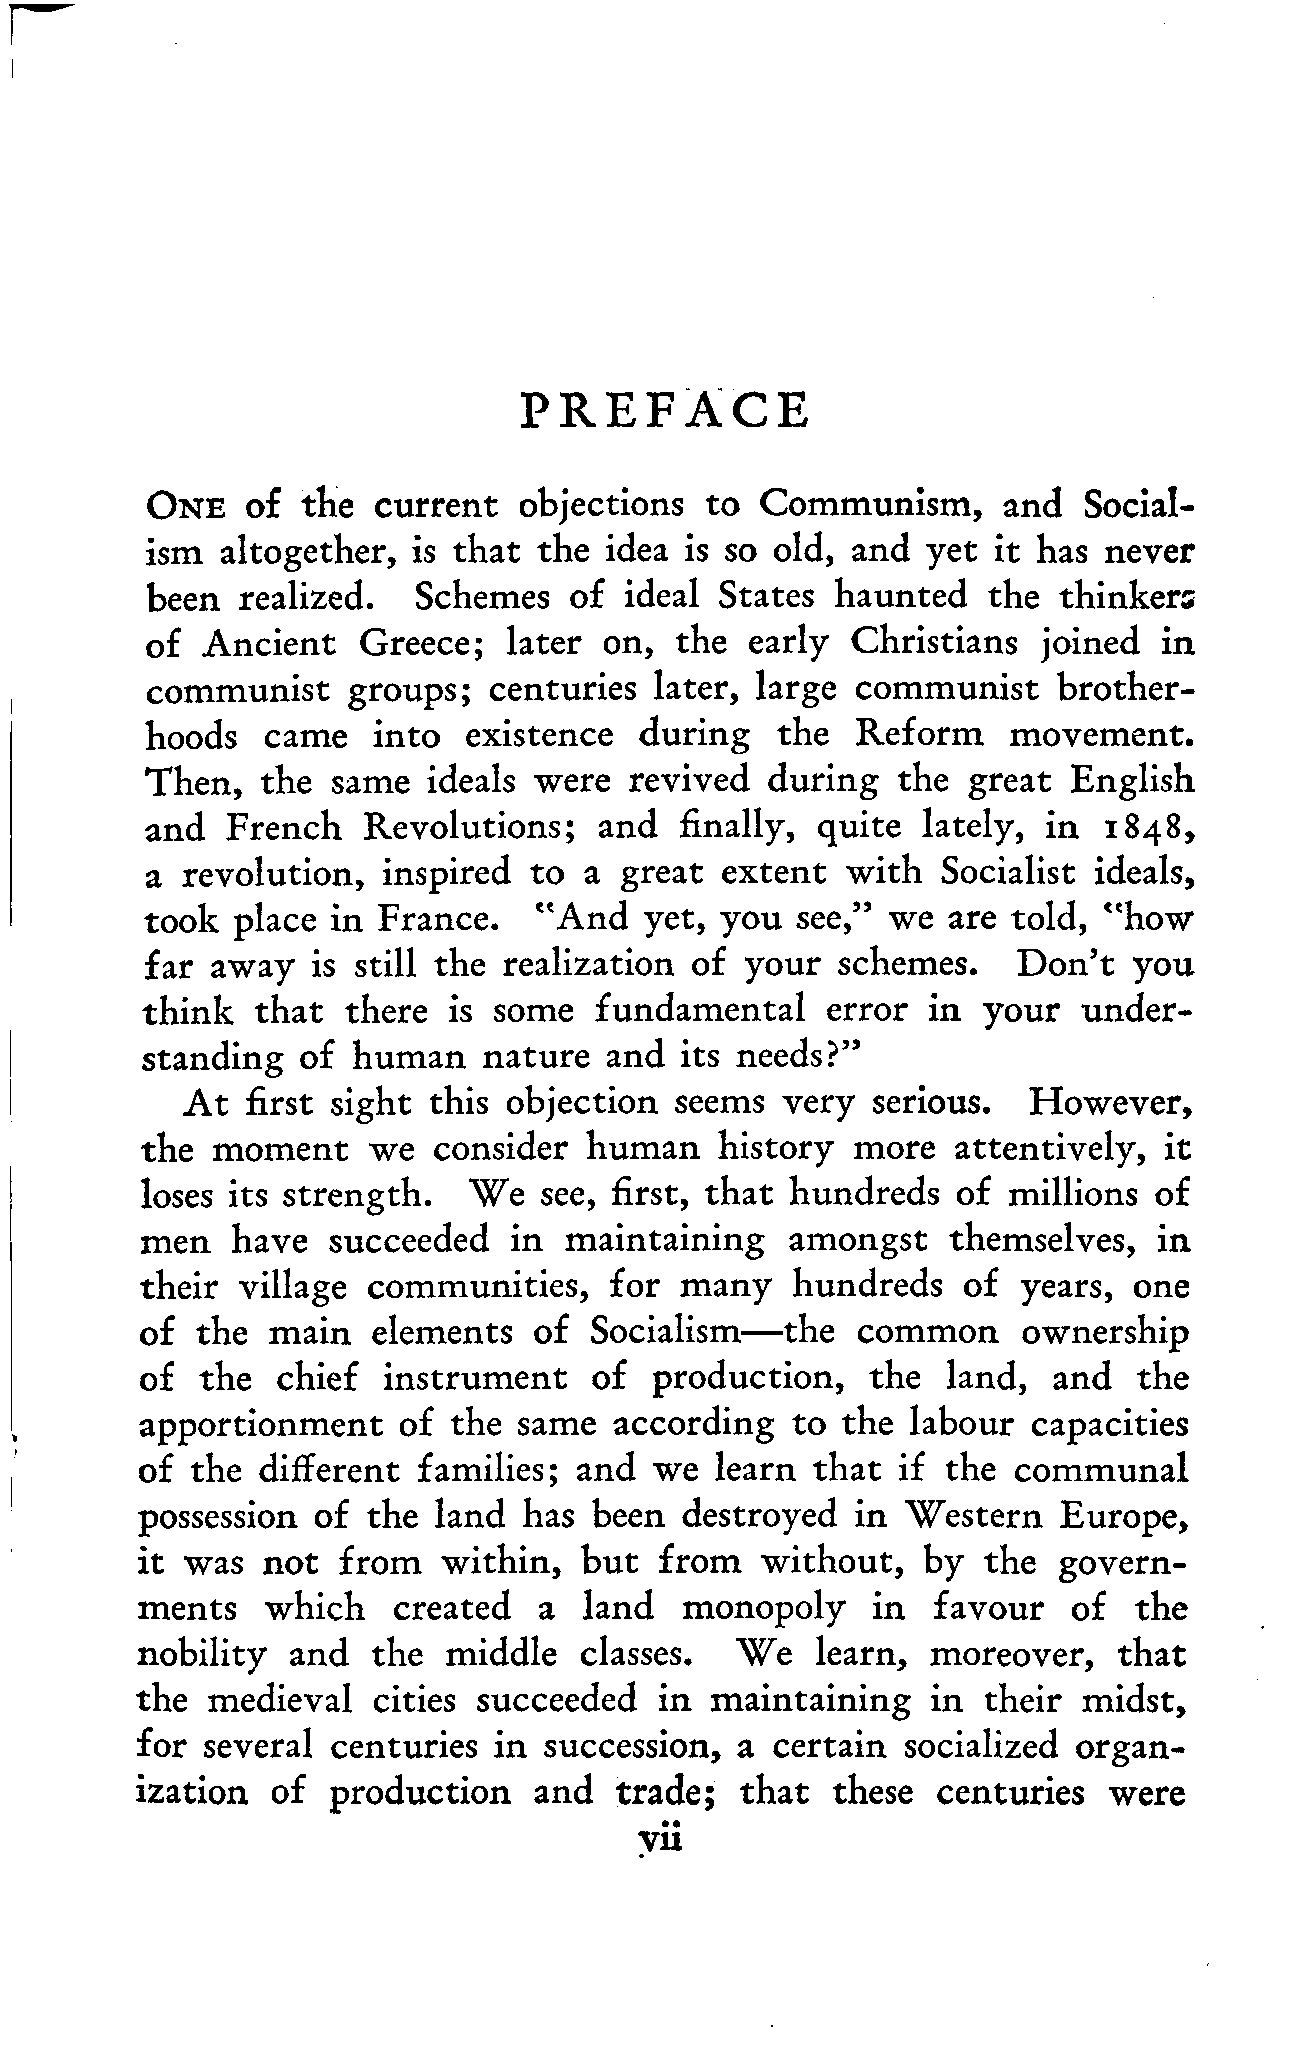 PREFACE
ONE of the current objections to Communism, and Social-
ism altogether, is that the idea is so old, and yet it has never
been realized. Schemes of ideal States haunted the thinkers
of Ancient Greece; later on, the early Christians joined in
communist groups; centuries later, large communist brother-
hoods came into existence during the Reform movement.
Then, the same ideals were revived during the great English
and French Revolutions; and finally, quite lately, in 1848,
a revolution, inspired to a great extent with Socialist ideals,
took place in France. "And yet, you see," we are told, "how
far away is still the realization of your schemes. Don't you
think that there is some fundamental error in your under-
standing of human nature and its needs?"
At first sight this objection seems very serious. However,
the moment we consider human history more attentively, it
loses its strength. We see, first, that hundreds of millions of
men have succeeded in maintaining amongst themselves, in
their village communities, for many hundreds of years, one
of the main elements of Socialism—the common ownership
of the chief instrument of production, the land, and the
apportionment of the same according to the labour capacities
of the different families; and we learn that if the communal
possession of the land has been destroyed in Western Europe,
it was not from within, but from without, by the govern-
ments which created a land monopoly in favour of the
nobility and the middle classes. We learn, moreover, that
the medieval cities succeeded in maintaining in their midst,
for several centuries in succession, a certain socialized organ-
ization of production and trade; that these centuries were
vii